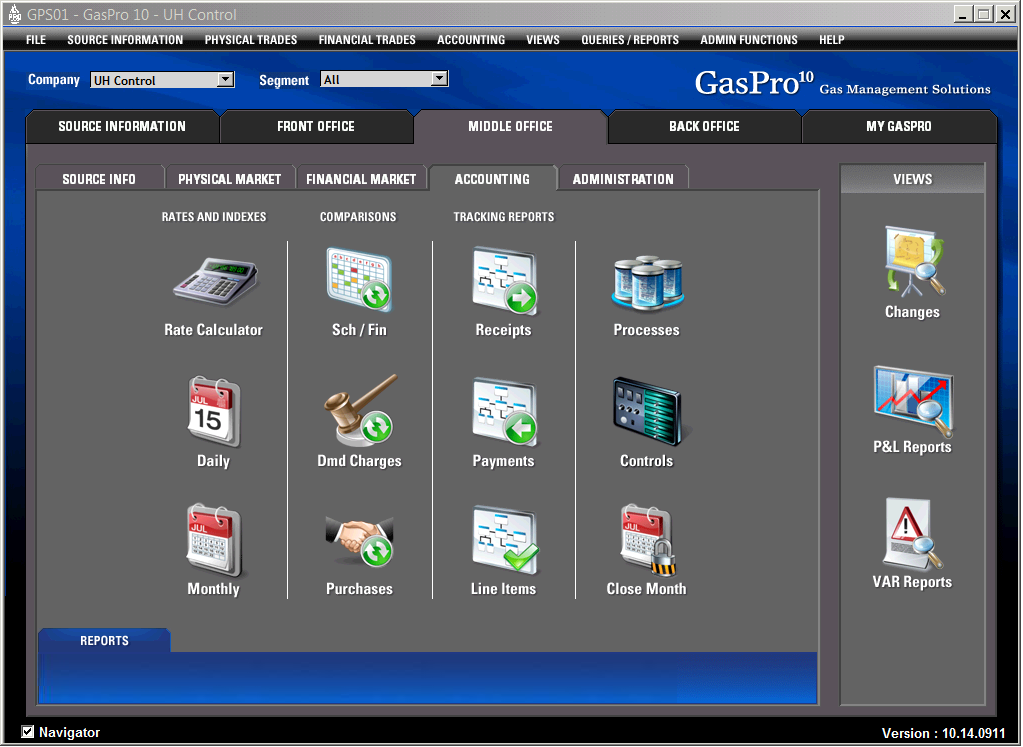 GPS01 - GasPro 10 - UH Control
FILE SOURCE INFORMATION PHYSICAL TRADES FINANCIAL TRADES ACCOUNTING VIEWS QUERIES / REPORTS ADMIN FUNCTIONS HELP
Company UH Control Segment All
GasPro10 Gas Management Solutions
SOURCE INFORMATION FRONT OFFICE MIDDLE OFFICE BACK OFFICE MY GASPRO
SOURCE INFO PHYSICAL MARKET FINANCIAL MARKET ACCOUNTING ADMINISTRATION VIEWS
RATES AND INDEXES COMPARISONS TRACKING REPORTS
Changes
Rate Calculator Sch / Fin Receipts Processes
JUL
15
P&L Reports
Daily Dmd Charges Payments Controls
JUL JUL
VAR Reports
Monthly Purchases Line Items Close Month
REPORTS
Navigator Version : 10.14.0911